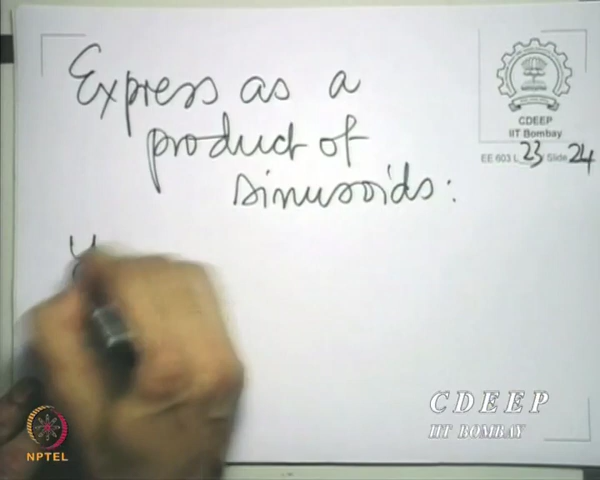 Express as a
product of
sinusoids:
CDEEP
IIT Bombay
EE 603 L 23 Slide 24
CDEEP
IIT BOMBAY
NPTEL